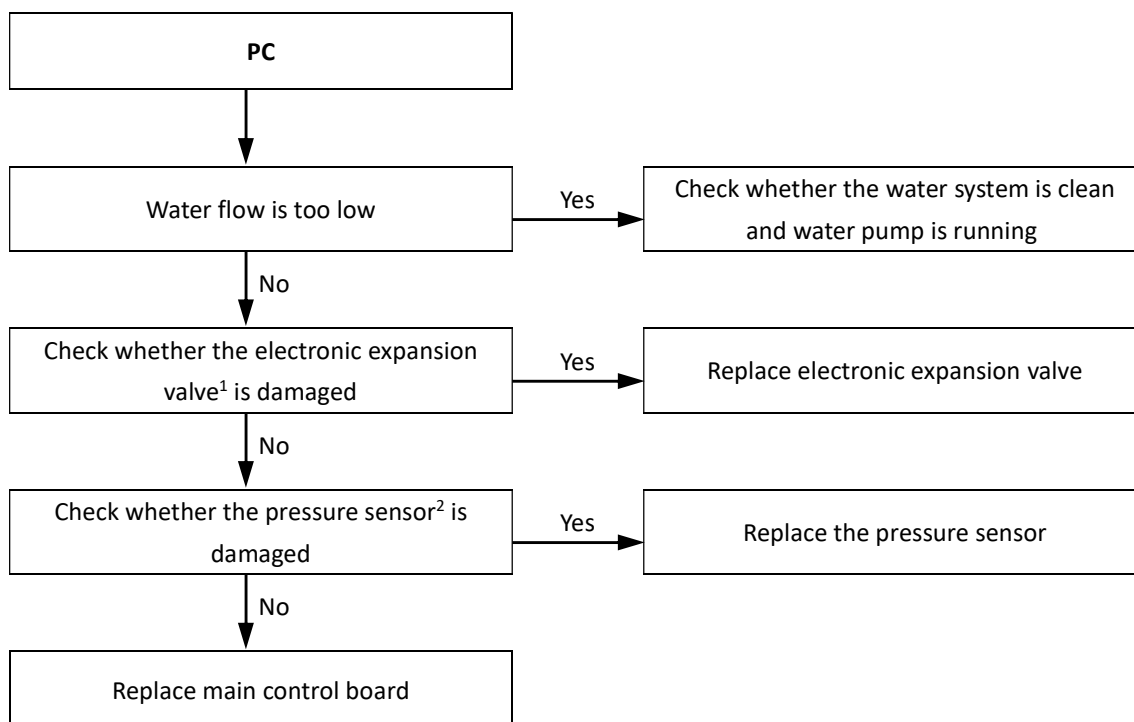 PC
Water flow is too low
Yes
Check whether the water system is clean
and water pump is running
No
Check whether the electronic expansion
valve¹ is damaged
Yes
Replace electronic expansion valve
No
Check whether the pressure sensor² is
damaged
Yes
Replace the pressure sensor
No
Replace main control board